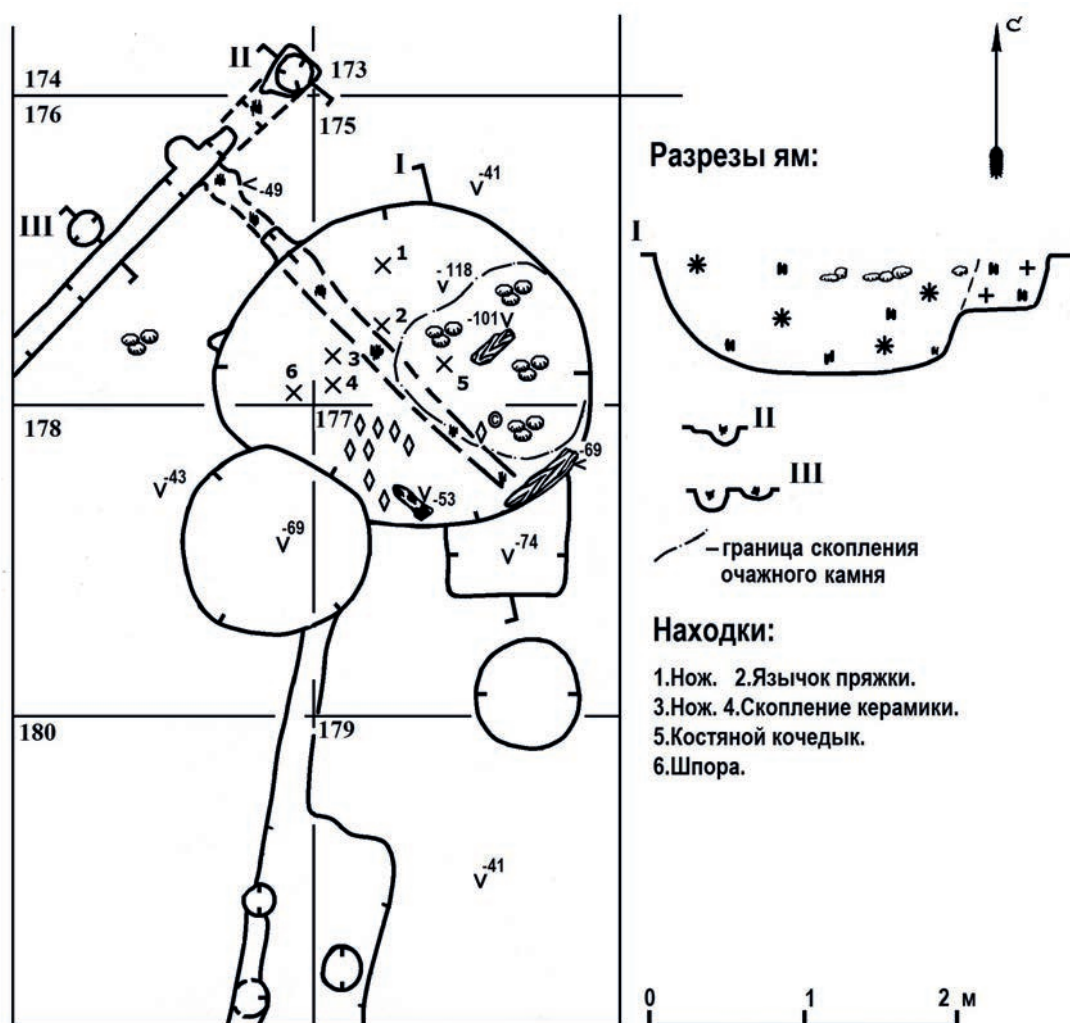 С
174
173
176
175
II
I
-41
-49
III
1
-118
2
-101
3
4
5
6
178
177
С
-69
-53
-43
-69
-74
180
179
-41
Разрезы ям:
I
II
III
– граница скопления
очажного камня
Находки:
1.Нож. 2.Язычок пряжки.
3.Нож. 4.Скопление керамики.
5.Костяной кочедык.
6.Шпора.
0 1 2 м